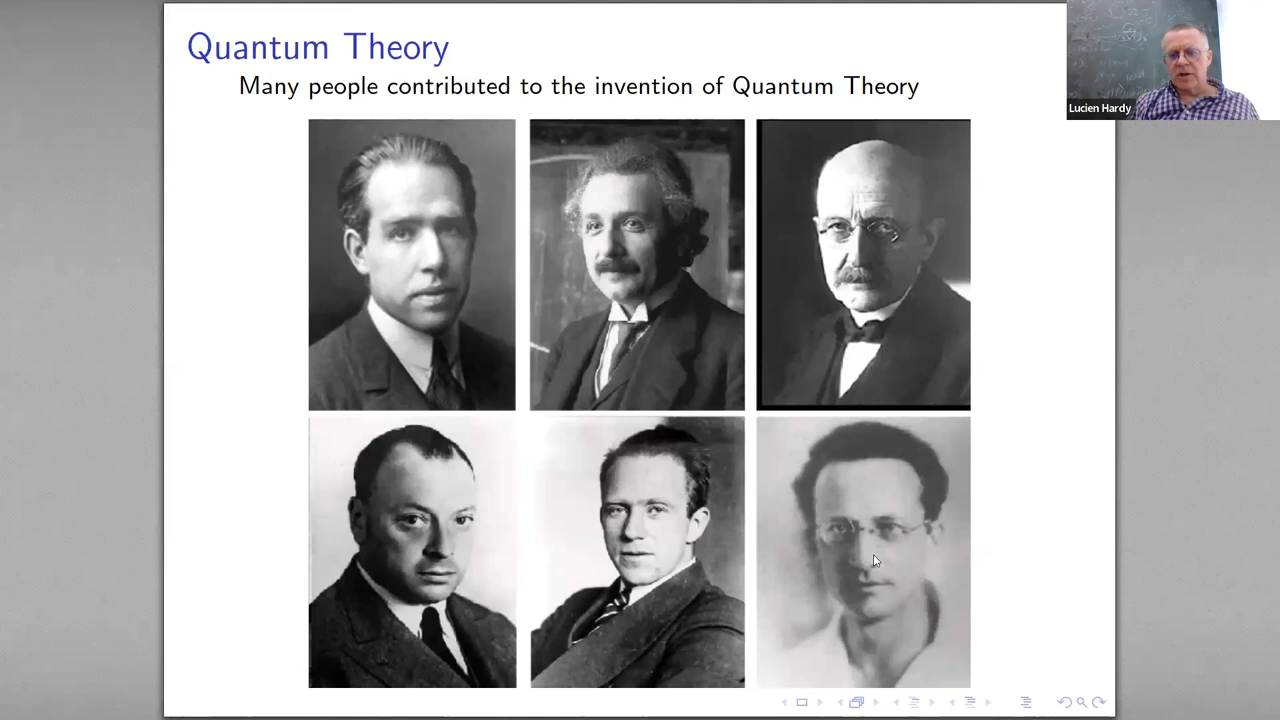 Quantum Theory
Many people contributed to the invention of Quantum Theory
Lucien Hardy